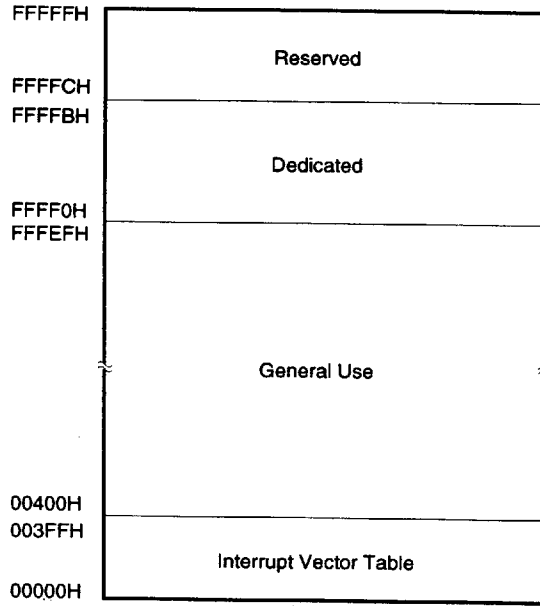 FFFFFH
Reserved
FFFFCH
FFFFBH
Dedicated
FFFF0H
FFFEFH
General Use
00400H
003FFH
Interrupt Vector Table
00000H